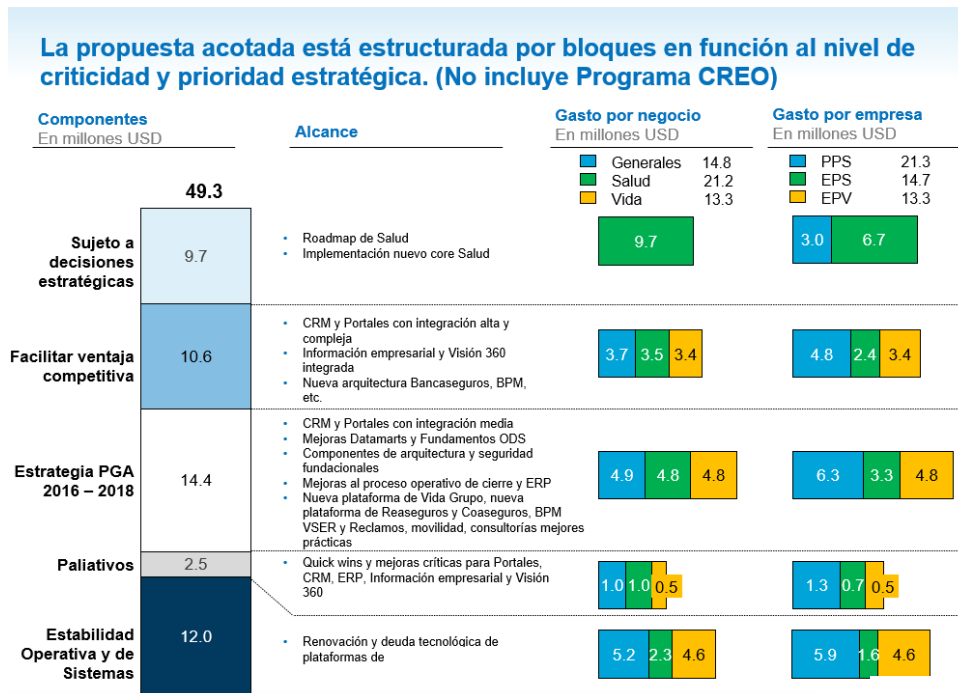 La propuesta acotada está estructurada por bloques en función al nivel de
criticidad y prioridad estratégica. (No incluye Programa CREO)
Componentes
En millones USD
Alcance
Gasto por negocio
En millones USD
Gasto por empresa
En millones USD
Generales 14.8
Salud 21.2
Vida 13.3
PPS 21.3
EPS 14.7
EPV 13.3
49.3
Sujeto a
decisiones
estratégicas
9.7
• Roadmap de Salud
• Implementación nuevo core Salud
9.7
3.0 6.7
Facilitar ventaja
competitiva
10.6
• CRM y Portales con integración alta y
compleja
• Información empresarial y Visión 360
integrada
• Nueva arquitectura Bancaseguros, BPM,
etc.
3.7 3.5 3.4
4.8 2.4 3.4
Estrategia PGA
2016 – 2018
14.4
• CRM y Portales con integración media
• Mejoras Datamarts y Fundamentos ODS
• Componentes de arquitectura y seguridad
fundacionales
• Mejoras al proceso operativo de cierre y ERP
• Nueva plataforma de Vida Grupo, nueva
plataforma de Reaseguros y Coaseguros, BPM
VSER y Reclamos, movilidad, consultorías mejores
prácticas
4.9 4.8 4.8
6.3 3.3 4.8
Paliativos
2.5
• Quick wins y mejoras críticas para Portales,
CRM, ERP, Información empresarial y Visión
360
1.0 1.0 0.5
1.3 0.7 0.5
Estabilidad
Operativa y de
Sistemas
12.0
• Renovación y deuda tecnológica de
plataformas de
5.2 2.3 4.6
5.9 1.6 4.6